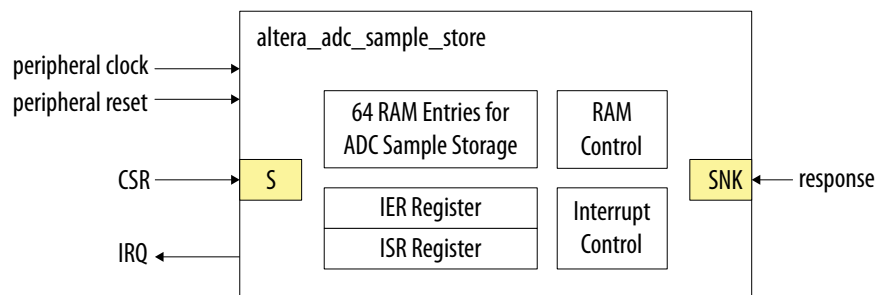 altera_adc_sample_store
peripheral clock
peripheral reset
64 RAM Entries for
ADC Sample Storage
RAM
Control
CSR
S
SNK
response
IER Register
ISR Register
Interrupt
Control
IRQ